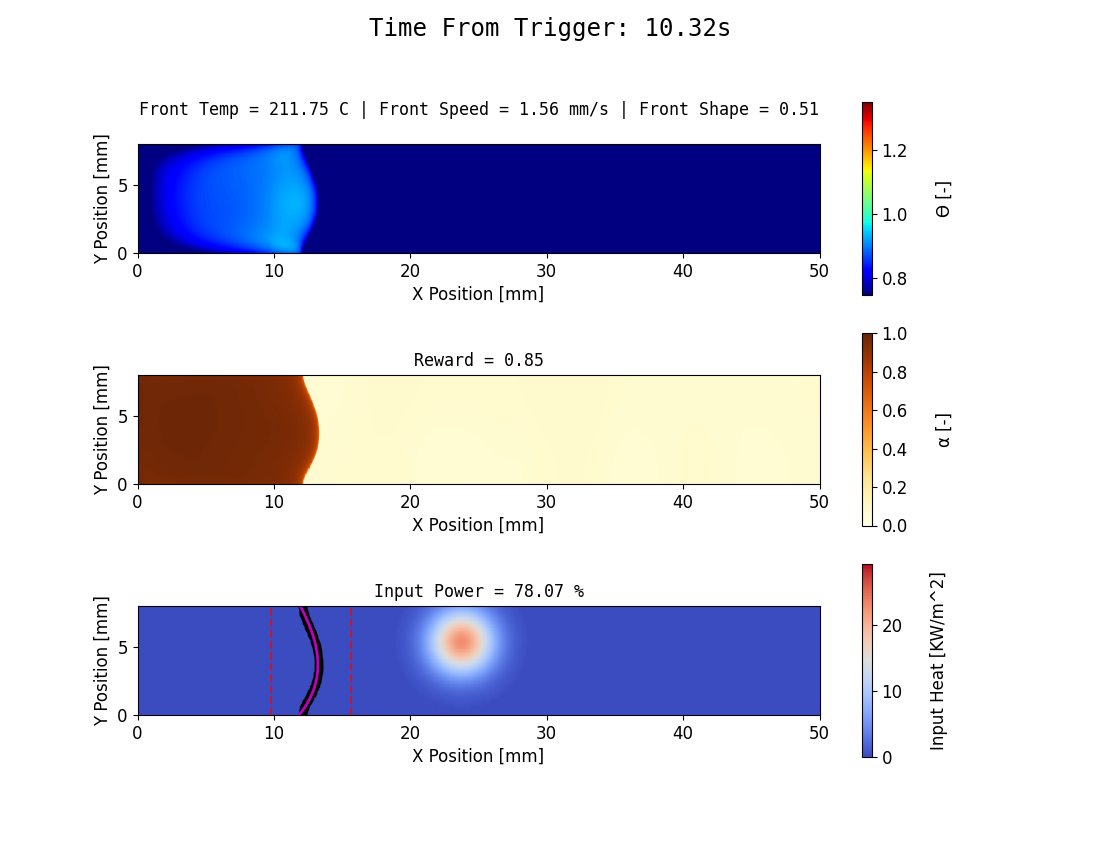 Time From Trigger: 10.32s
Front Temp = 211.75 C | Front Speed = 1.56 mm/s | Front Shape = 0.51
Y Position [mm]
5
0
0 10 20 30 40 50
X Position [mm]
1.2
1.0
0.8
Θ [-]
Reward = 0.85
Y Position [mm]
5
0
0 10 20 30 40 50
X Position [mm]
1.0
0.8
0.6
0.4
0.2
0.0
α [-]
Input Power = 78.07 %
Y Position [mm]
5
0
0 10 20 30 40 50
X Position [mm]
20
10
0
Input Heat [KW/m^2]